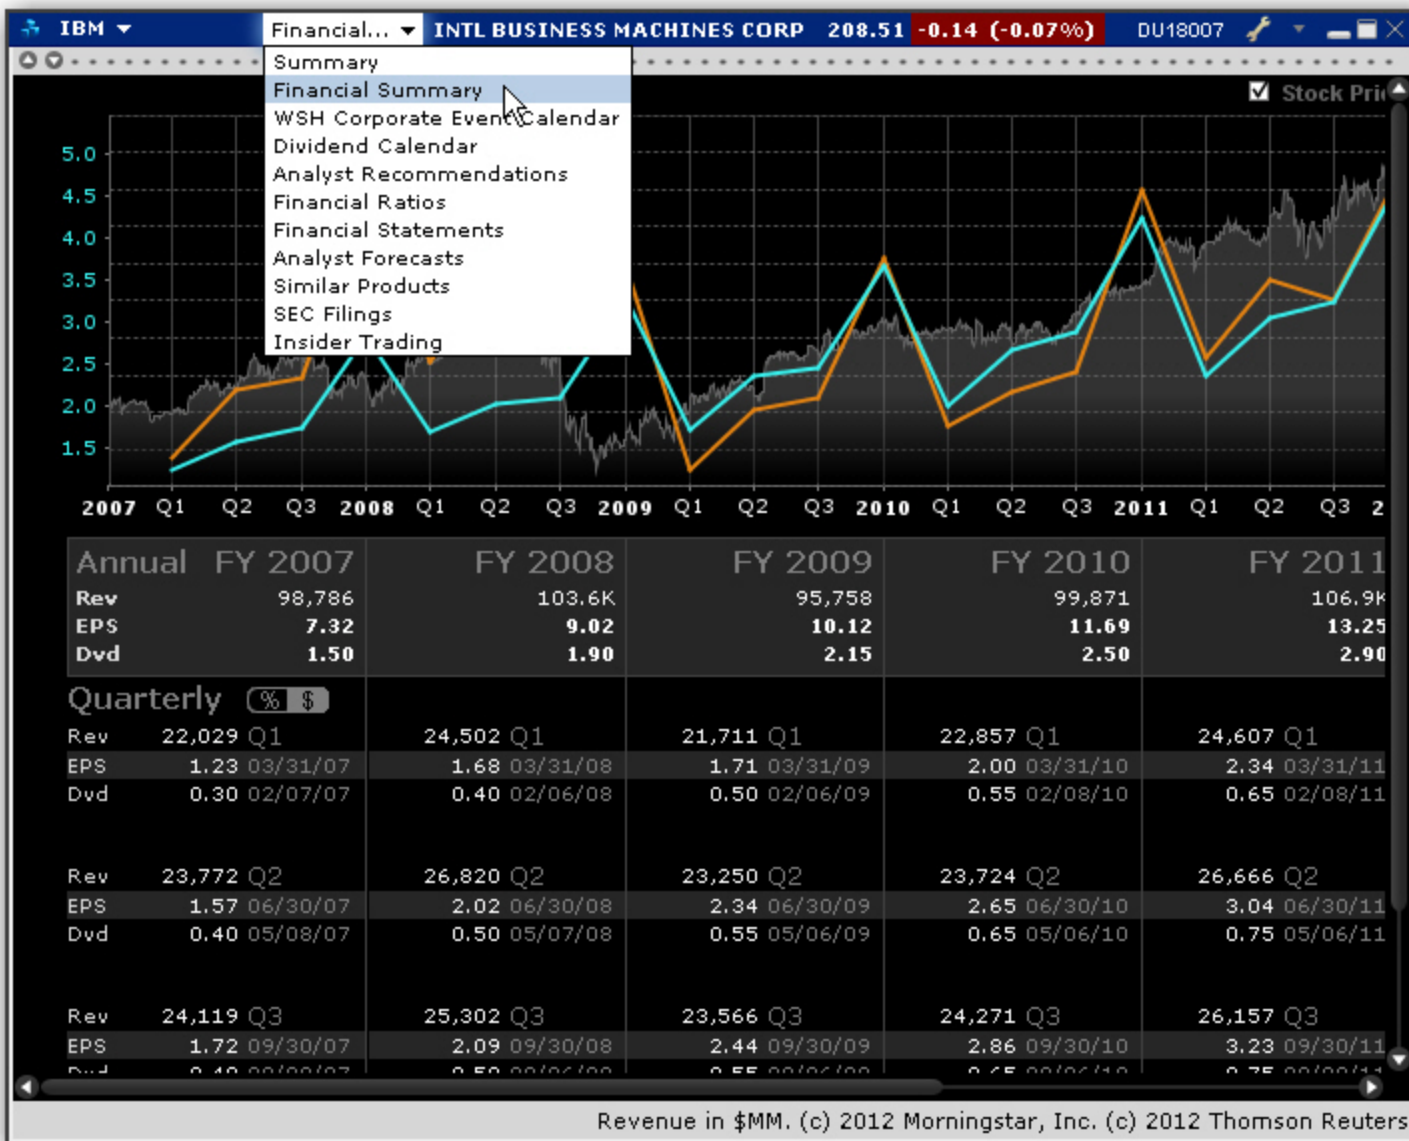 IBM Financial... INTL BUSINESS MACHINES CORP 208.51 -0.14 (-0.07%) DU18007
Summary
Financial Summary
WSH Corporate Event Calendar
Dividend Calendar
Analyst Recommendations
Financial Ratios
Financial Statements
Analyst Forecasts
Similar Products
SEC Filings
Insider Trading
Stock Pri
5.0
4.5
4.0
3.5
3.0
2.5
2.0
1.5
2007 Q1 Q2 Q3 2008 Q1 Q2 Q3 2009 Q1 Q2 Q3 2010 Q1 Q2 Q3 2011 Q1 Q2 Q3 2
Annual FY 2007 FY 2008 FY 2009 FY 2010 FY 2011
Rev 98,786 103.6K 95,758 99,871 106.9K
EPS 7.32 9.02 10.12 11.69 13.25
Dvd 1.50 1.90 2.15 2.50 2.90
Quarterly % $
Rev 22,029 Q1 24,502 Q1 21,711 Q1 22,857 Q1 24,607 Q1
EPS 1.23 03/31/07 1.68 03/31/08 1.71 03/31/09 2.00 03/31/10 2.34 03/31/11
Dvd 0.30 02/07/07 0.40 02/06/08 0.50 02/06/09 0.55 02/08/10 0.65 02/08/11
Rev 23,772 Q2 26,820 Q2 23,250 Q2 23,724 Q2 26,666 Q2
EPS 1.57 06/30/07 2.02 06/30/08 2.34 06/30/09 2.65 06/30/10 3.04 06/30/11
Dvd 0.40 05/08/07 0.50 05/07/08 0.55 05/06/09 0.65 05/06/10 0.75 05/06/11
Rev 24,119 Q3 25,302 Q3 23,566 Q3 24,271 Q3 26,157 Q3
EPS 1.72 09/30/07 2.09 09/30/08 2.44 09/30/09 2.86 09/30/10 3.23 09/30/11
Revenue in $MM. (c) 2012 Morningstar, Inc. (c) 2012 Thomson Reuters